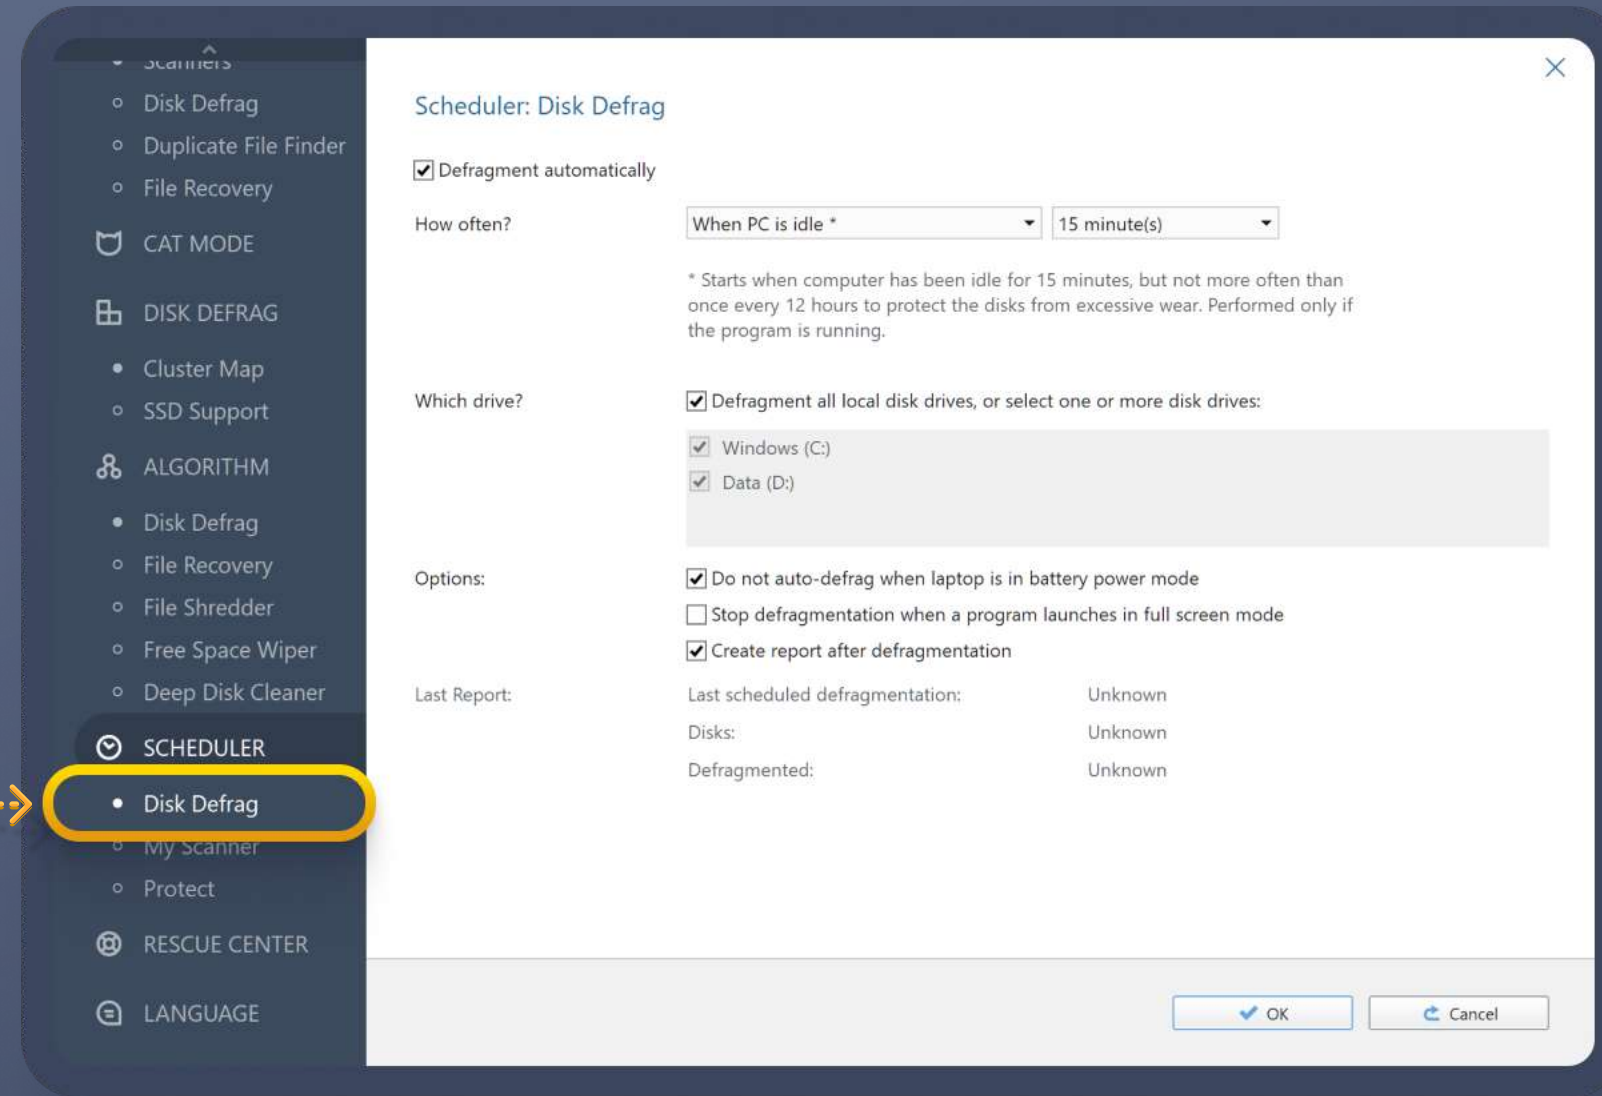 Scanners
Disk Defrag
Duplicate File Finder
File Recovery
CAT MODE
DISK DEFRAG
Cluster Map
SSD Support
ALGORITHM
Disk Defrag
File Recovery
File Shredder
Free Space Wiper
Deep Disk Cleaner
SCHEDULER
Disk Defrag
My Scanner
Protect
RESCUE CENTER
LANGUAGE
Scheduler: Disk Defrag
Defragment automatically
How often?
When PC is idle *
15 minute(s)
* Starts when computer has been idle for 15 minutes, but not more often than
once every 12 hours to protect the disks from excessive wear. Performed only if
the program is running.
Which drive?
Defragment all local disk drives, or select one or more disk drives:
Windows (C:)
Data (D:)
Options:
Do not auto-defrag when laptop is in battery power mode
Stop defragmentation when a program launches in full screen mode
Create report after defragmentation
Last Report:
Last scheduled defragmentation: Unknown
Disks: Unknown
Defragmented: Unknown
OK
Cancel